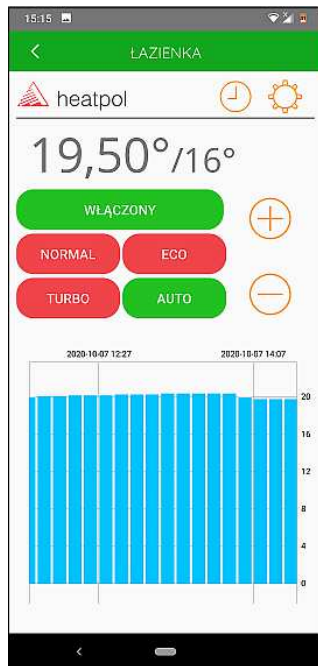 15:15
ŁAZIENKA
heatpol
19,50°/16°
WŁĄCZONY
NORMAL ECO
TURBO AUTO
2020-10-07 12:27 2020-10-07 14:07
20
16
12
8
4
0